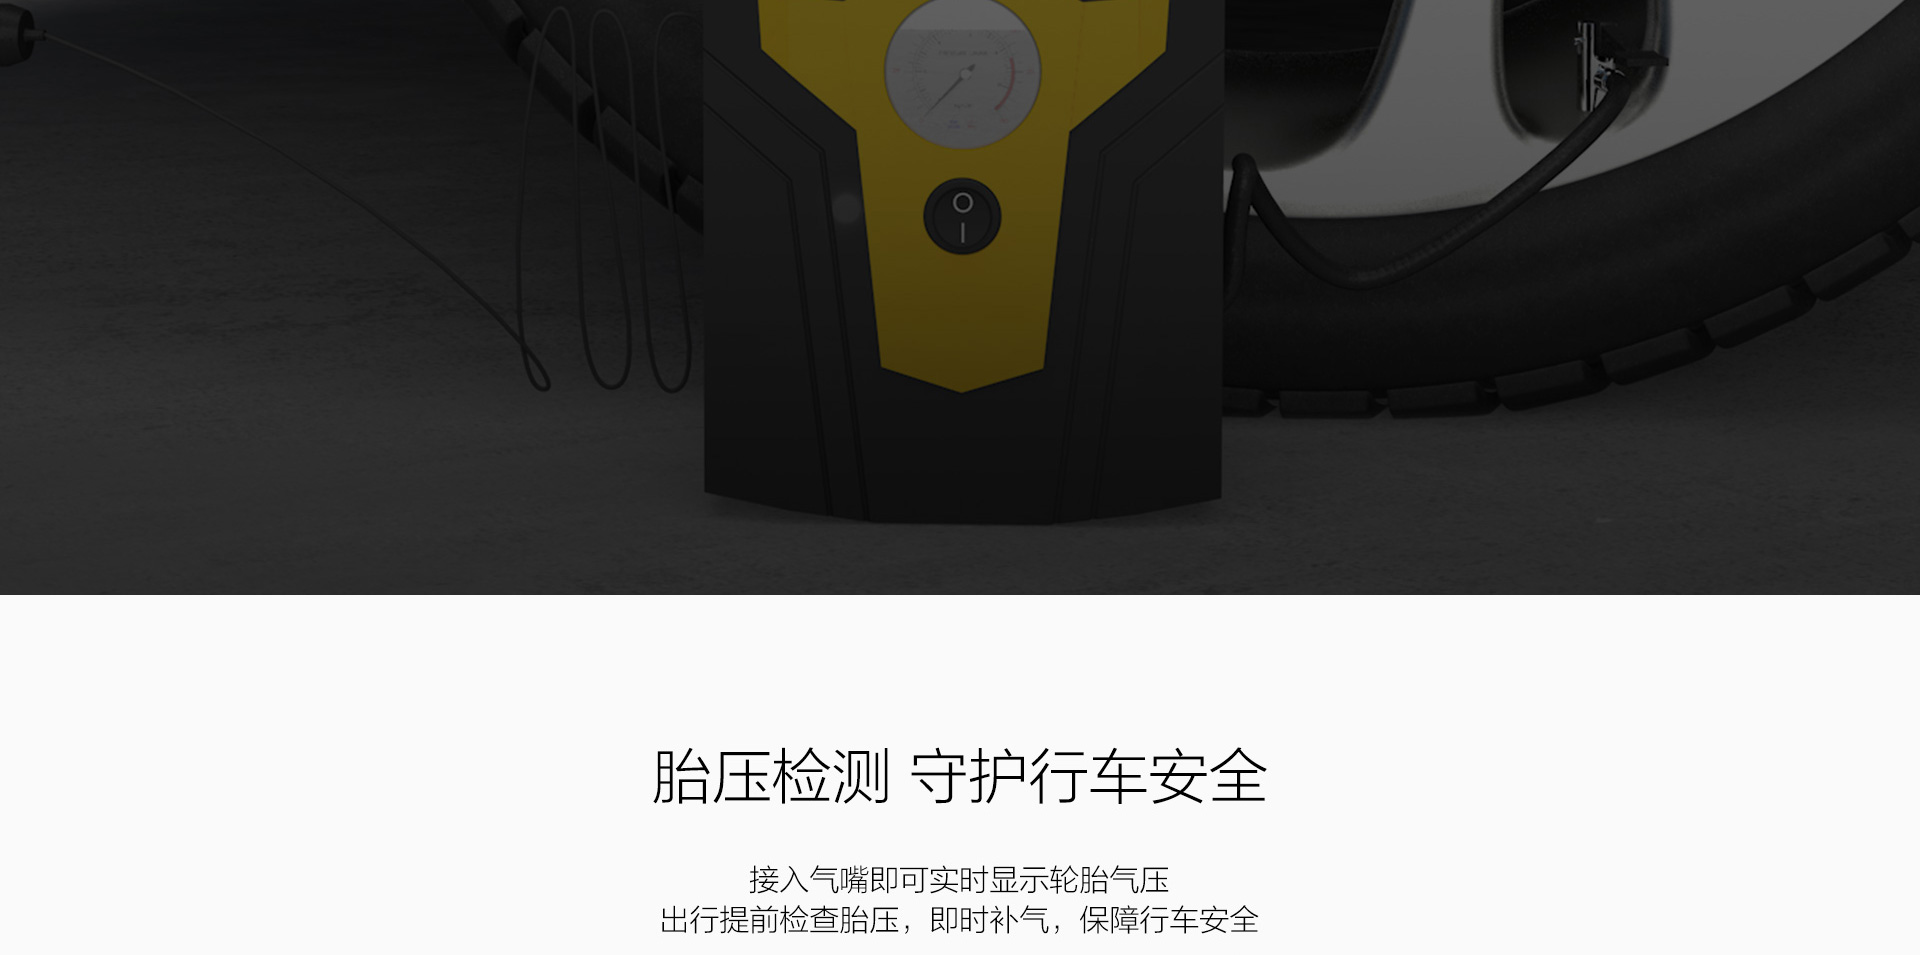 胎压检测 守护行车安全
接入气嘴即可实时显示轮胎气压
出行提前检查胎压，即时补气，保障行车安全